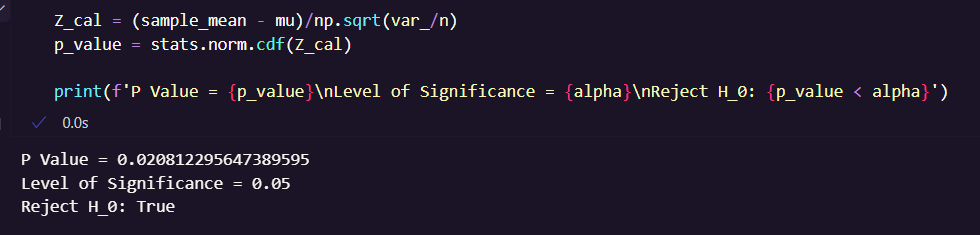 Z_cal = (sample_mean - mu)/np.sqrt(var_/n)
p_value = stats.norm.cdf(Z_cal)
print(f'P Value = {p_value}\nLevel of Significance = {alpha}\nReject H_0: {p_value < alpha}')
0.0s
P Value = 0.020812295647389595
Level of Significance = 0.05
Reject H_0: True